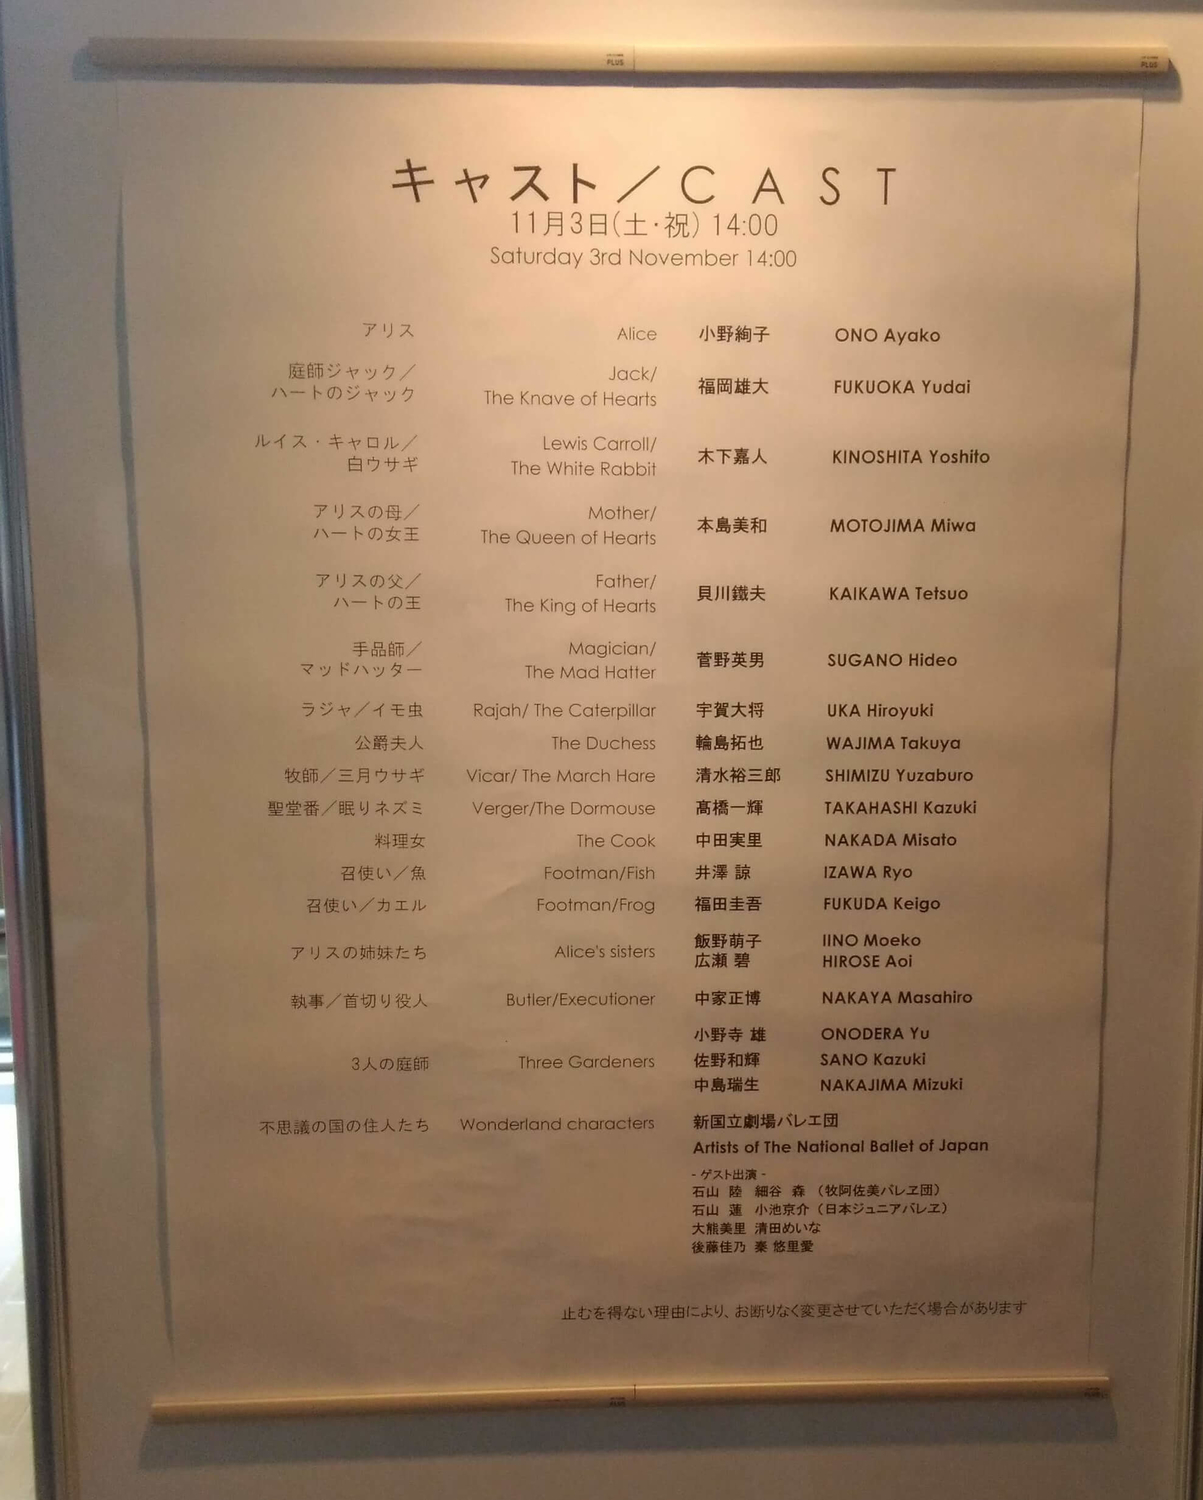 PLUS
PLUS
キャスト／CAST
11月3日(土・祝) 14:00
Saturday 3rd November 14:00
アリス Alice 小野絢子 ONO Ayako
庭師ジャック／ Jack/
ハートのジャック The Knave of Hearts 福岡雄大 FUKUOKA Yudai
ルイス・キャロル／ Lewis Carroll/
白ウサギ The White Rabbit 木下嘉人 KINOSHITA Yoshito
アリスの母／ Mother/
ハートの女王 The Queen of Hearts 本島美和 MOTOJIMA Miwa
アリスの父／ Father/
ハートの王 The King of Hearts 貝川鐵夫 KAIKAWA Tetsuo
手品師／ Magician/
マッドハッター The Mad Hatter 菅野英男 SUGANO Hideo
ラジャ／イモ虫 Rajah/ The Caterpillar 宇賀大将 UKA Hiroyuki
公爵夫人 The Duchess 輪島拓也 WAJIMA Takuya
牧師／三月ウサギ Vicar/ The March Hare 清水裕三郎 SHIMIZU Yuzaburo
聖堂番／眠りネズミ Verger/The Dormouse 髙橋一輝 TAKAHASHI Kazuki
料理女 The Cook 中田実里 NAKADA Misato
召使い／魚 Footman/Fish 井澤 諒 IZAWA Ryo
召使い／カエル Footman/Frog 福田圭吾 FUKUDA Keigo
アリスの姉妹たち Alice's sisters 飯野萌子 IINO Moeko
広瀬 碧 HIROSE Aoi
執事／首切り役人 Butler/Executioner 中家正博 NAKAYA Masahiro
小野寺 雄 ONODERA Yu
3人の庭師 Three Gardeners 佐野和輝 SANO Kazuki
中島瑞生 NAKAJIMA Mizuki
不思議の国の住人たち Wonderland characters 新国立劇場バレエ団
Artists of The National Ballet of Japan
- ゲスト出演 -
石山 陸 細谷 森 （牧阿佐美バレヱ団）
石山 蓮 小池京介（日本ジュニアバレヱ）
大熊美里 清田めいな
後藤佳乃 秦 悠里愛
止むを得ない理由により、お断りなく変更させていただく場合があります
PLUS